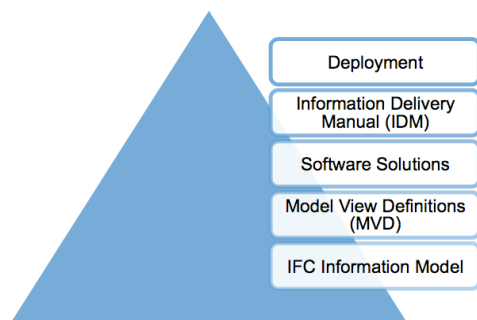 Deployment
Information Delivery
Manual (IDM)
Software Solutions
Model View Definitions
(MVD)
IFC Information Model